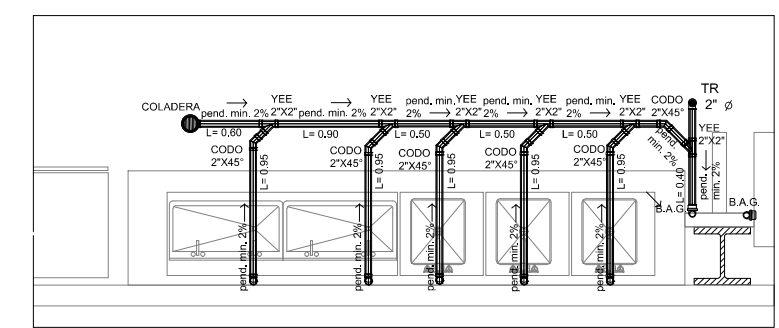 COLADERA
pend. min. 2%
YEE
2"X2"
pend. min. 2%
YEE
2"X2"
pend. min.
2%
YEE
2"X2"
pend. min.
2%
YEE
2"X2"
pend. min.
2%
YEE
2"X2"
CODO
2"X45°
TR
2" Ø
YEE
2"X2"
L= 0.60
L= 0.90
L= 0.50
L= 0.50
L= 0.50
CODO
2"X45°
CODO
2"X45°
CODO
2"X45°
CODO
2"X45°
CODO
2"X45°
L= 0.95
L= 0.95
L= 0.95
L= 0.95
L= 0.95
pend.
min. 2%
L= 0.40
pend.
min. 2%
B.A.G.
B.A.G.
pend. min. 2%
pend. min. 2%
pend. min. 2%
pend. min. 2%
pend. min. 2%